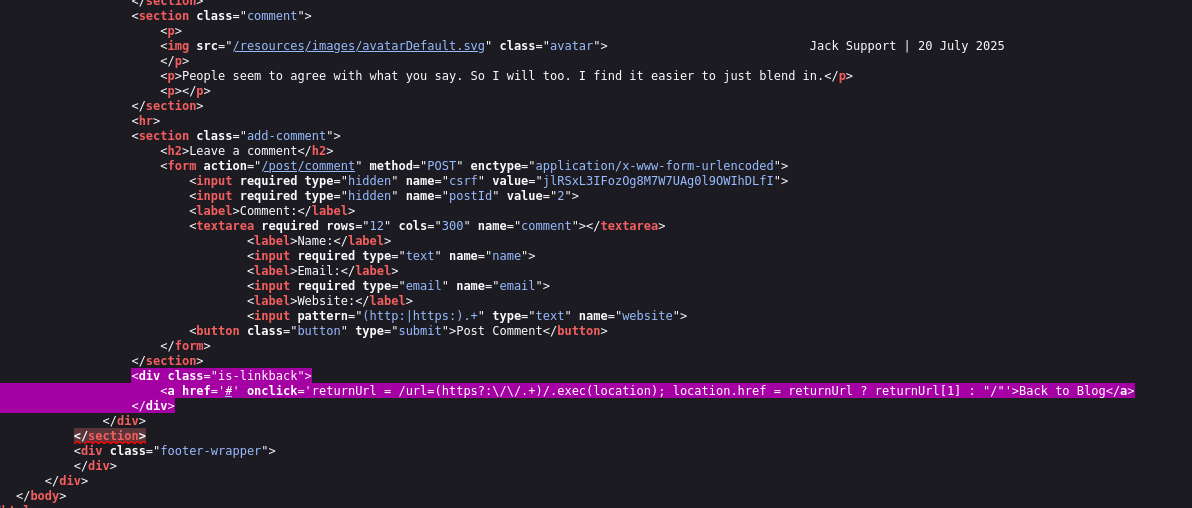 </section>
<section class="comment">
<p>
<img src="/resources/images/avatarDefault.svg" class="avatar"> Jack Support | 20 July 2025
</p>
<p>People seem to agree with what you say. So I will too. I find it easier to just blend in.</p>
<p></p>
</section>
<hr>
<section class="add-comment">
<h2>Leave a comment</h2>
<form action="/post/comment" method="POST" enctype="application/x-www-form-urlencoded">
<input required type="hidden" name="csrf" value="jlRSxL3IFozOg8M7W7UAg0l9OWIhDLfI">
<input required type="hidden" name="postId" value="2">
<label>Comment:</label>
<textarea required rows="12" cols="300" name="comment"></textarea>
<label>Name:</label>
<input required type="text" name="name">
<label>Email:</label>
<input required type="email" name="email">
<label>Website:</label>
<input pattern="(http:|https:).+" type="text" name="website">
<button class="button" type="submit">Post Comment</button>
</form>
</section>
<div class="is-linkback">
<a href='#' onclick='returnUrl = /url=(https?:\/\/.+)/.exec(location); location.href = returnUrl ? returnUrl[1] : "/"'>Back to Blog</a>
</div>
</div>
</section>
<div class="footer-wrapper">
</div>
</div>
</body>